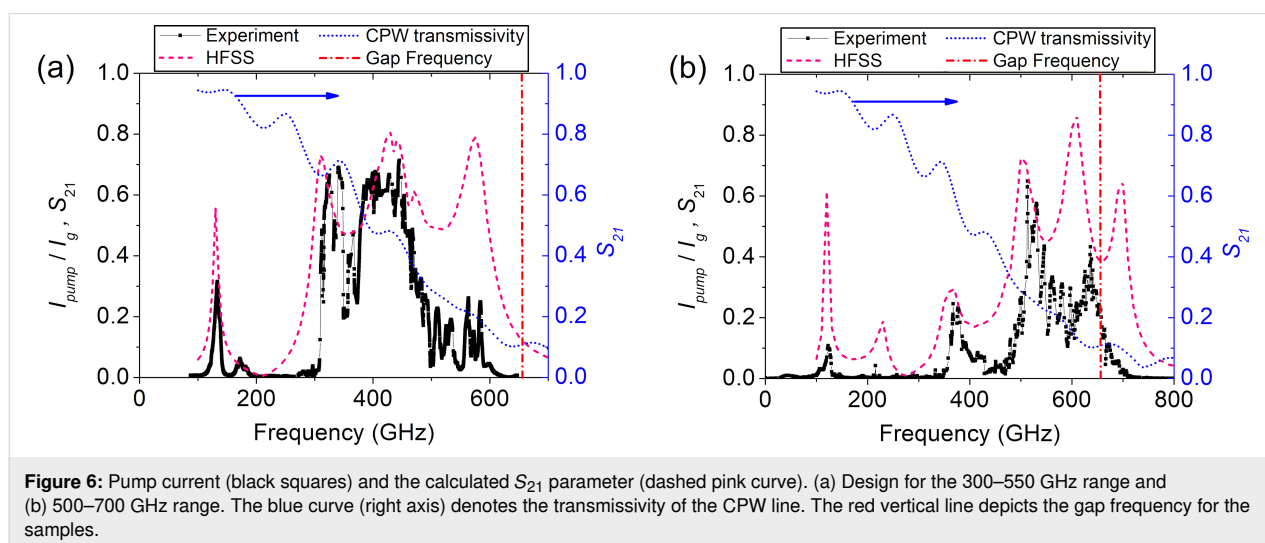 Experiment CPW transmissivity
HFSS Gap Frequency
(a)
1.0
0.8
0.6
0.4
0.2
0.0
I_pump / I_g , S_21
0 200 400 600
Frequency (GHz)
1.0
0.8
0.6
0.4
0.2
0.0
S_21
Experiment CPW transmissivity
HFSS Gap Frequency
(b)
1.0
0.8
0.6
0.4
0.2
0.0
I_pump / I_g , S_21
0 200 400 600 800
Frequency (GHz)
1.0
0.8
0.6
0.4
0.2
0.0
S_21
Figure 6: Pump current (black squares) and the calculated S21 parameter (dashed pink curve). (a) Design for the 300–550 GHz range and
(b) 500–700 GHz range. The blue curve (right axis) denotes the transmissivity of the CPW line. The red vertical line depicts the gap frequency for the
samples.